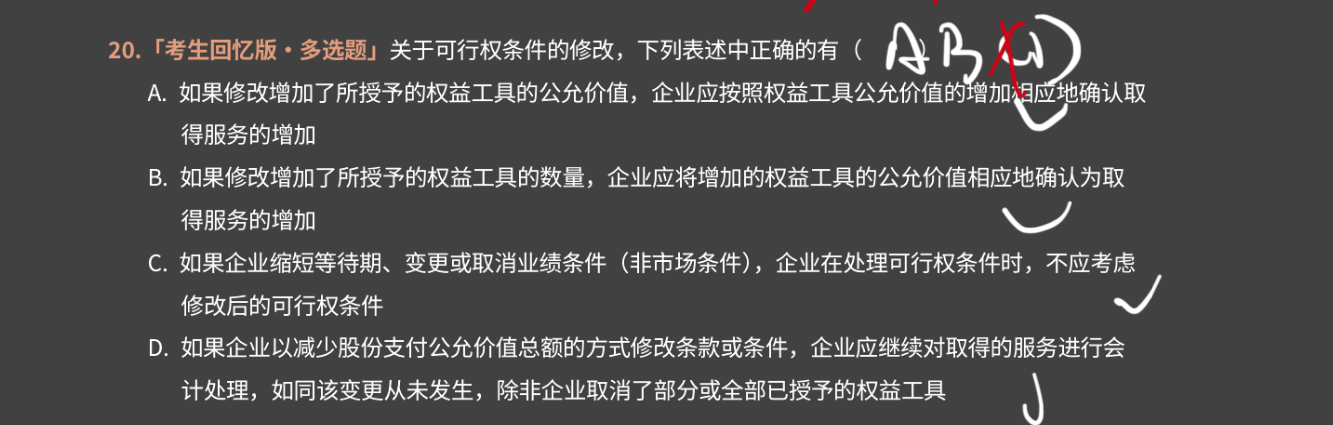 20.「考生回忆版·多选题」关于可行权条件的修改，下列表述中正确的有（ A B ）
A. 如果修改增加了所授予的权益工具的公允价值，企业应按照权益工具公允价值的增加相应地确认取
得服务的增加
B. 如果修改增加了所授予的权益工具的数量，企业应将增加的权益工具的公允价值相应地确认为取
得服务的增加
C. 如果企业缩短等待期、变更或取消业绩条件（非市场条件），企业在处理可行权条件时，不应考虑
修改后的可行权条件
D. 如果企业以减少股份支付公允价值总额的方式修改条款或条件，企业应继续对取得的服务进行会
计处理，如同该变更从未发生，除非企业取消了部分或全部已授予的权益工具